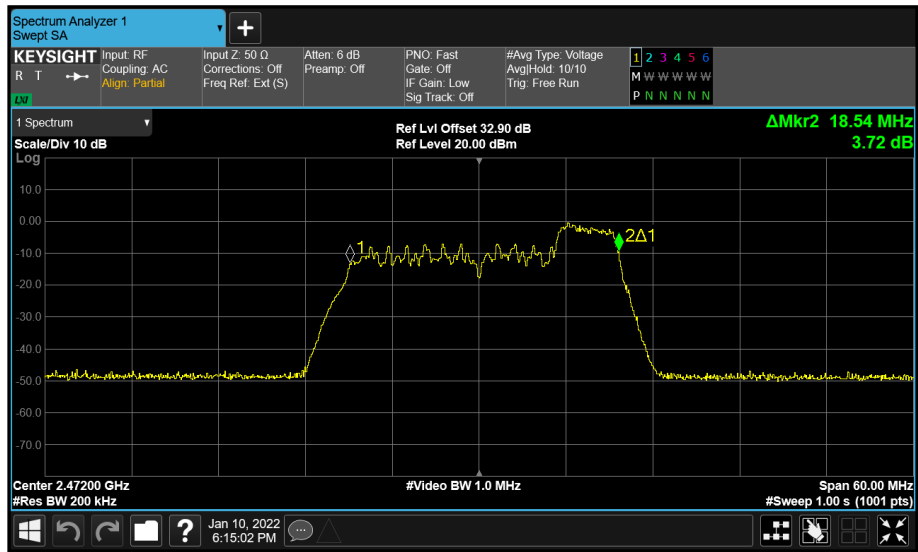 Spectrum Analyzer 1
Swept SA
+
KEYSIGHT
R T
LXI
Input: RF
Coupling: AC
Align: Partial
Input Z: 50 Ω
Corrections: Off
Freq Ref: Ext (S)
Atten: 6 dB
Preamp: Off
PNO: Fast
Gate: Off
IF Gain: Low
Sig Track: Off
#Avg Type: Voltage
Avg|Hold: 10/10
Trig: Free Run
1 2 3 4 5 6
M W W W W W
P N N N N N
1 Spectrum
Scale/Div 10 dB
Log
Ref Lvl Offset 32.90 dB
Ref Level 20.00 dBm
ΔMkr2 18.54 MHz
3.72 dB
10.0
0.00
-10.0
-20.0
-30.0
-40.0
-50.0
-60.0
-70.0
1
2Δ1
Center 2.47200 GHz
#Res BW 200 kHz
#Video BW 1.0 MHz
Span 60.00 MHz
#Sweep 1.00 s (1001 pts)
?
Jan 10, 2022
6:15:02 PM